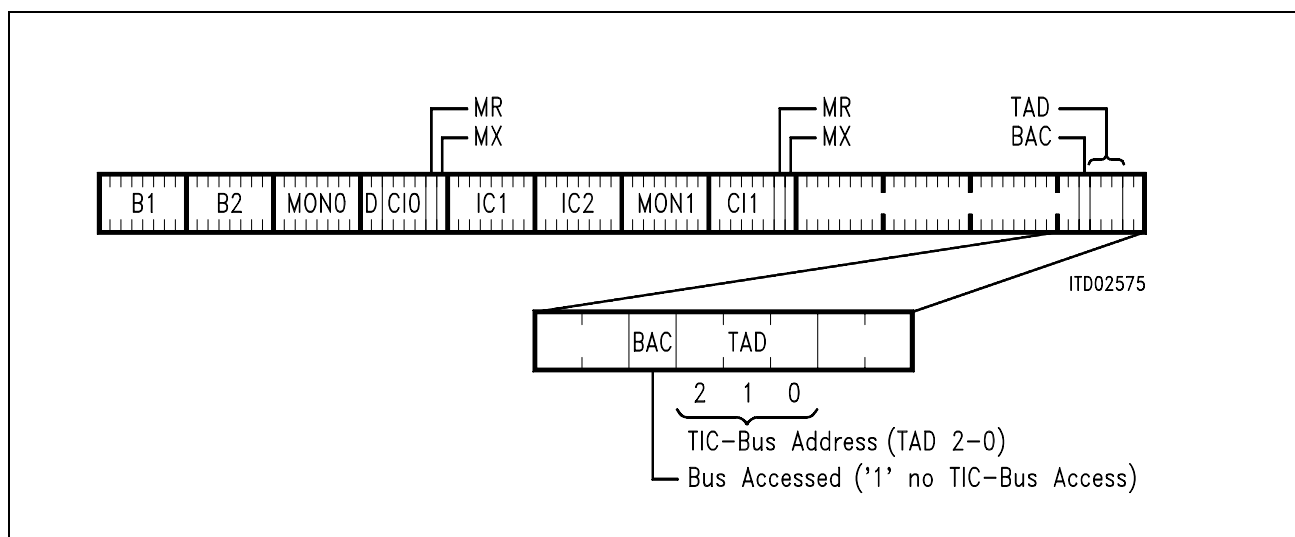 MR MR TAD
MX MX BAC
B1 B2 MON0 D CI0 IC1 IC2 MON1 CI1
ITD02575
BAC TAD
2 1 0
TIC-Bus Address (TAD 2-0)
Bus Accessed ('1' no TIC-Bus Access)